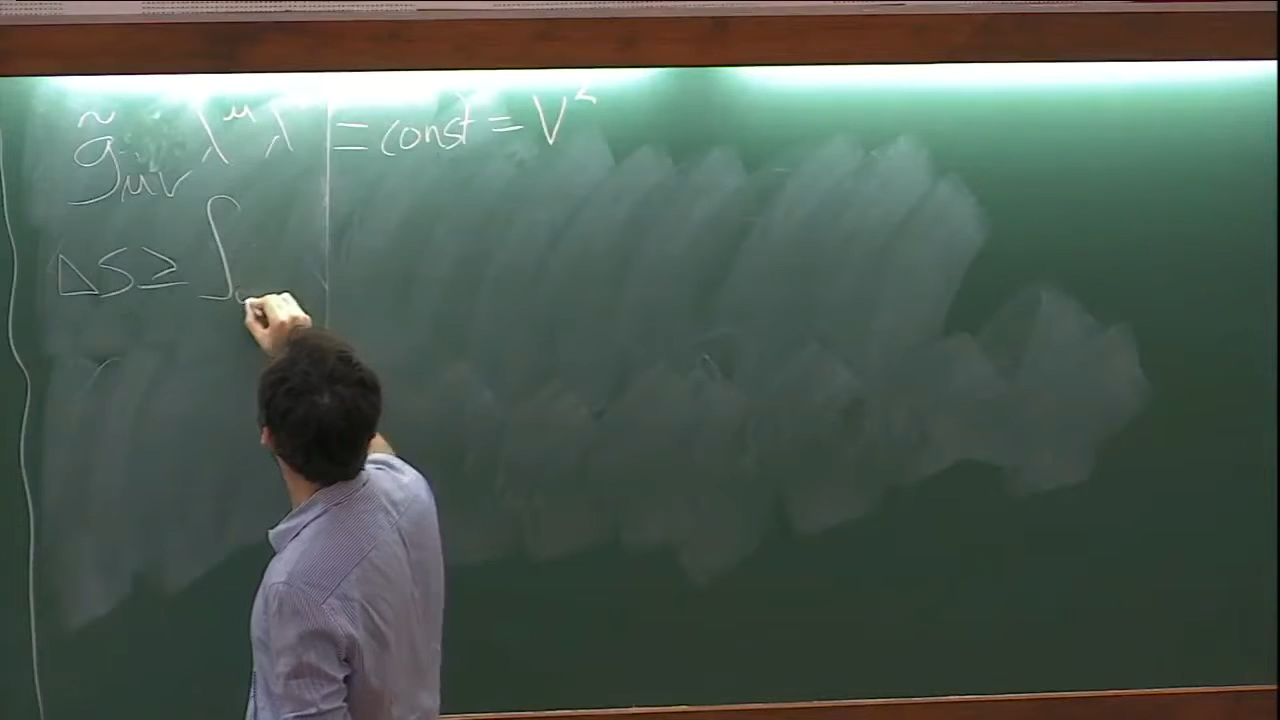 g̃_{μν} λ^μ λ = const = V²
ΔS ≥ ∫